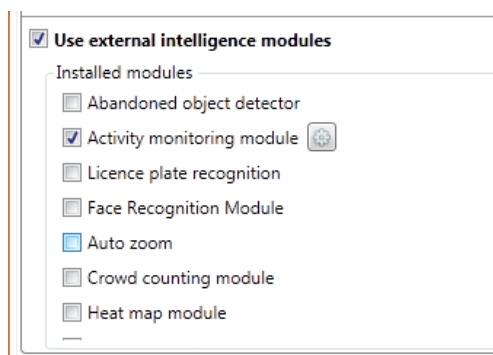 Use external intelligence modules
Installed modules
Abandoned object detector
Activity monitoring module
Licence plate recognition
Face Recognition Module
Auto zoom
Crowd counting module
Heat map module